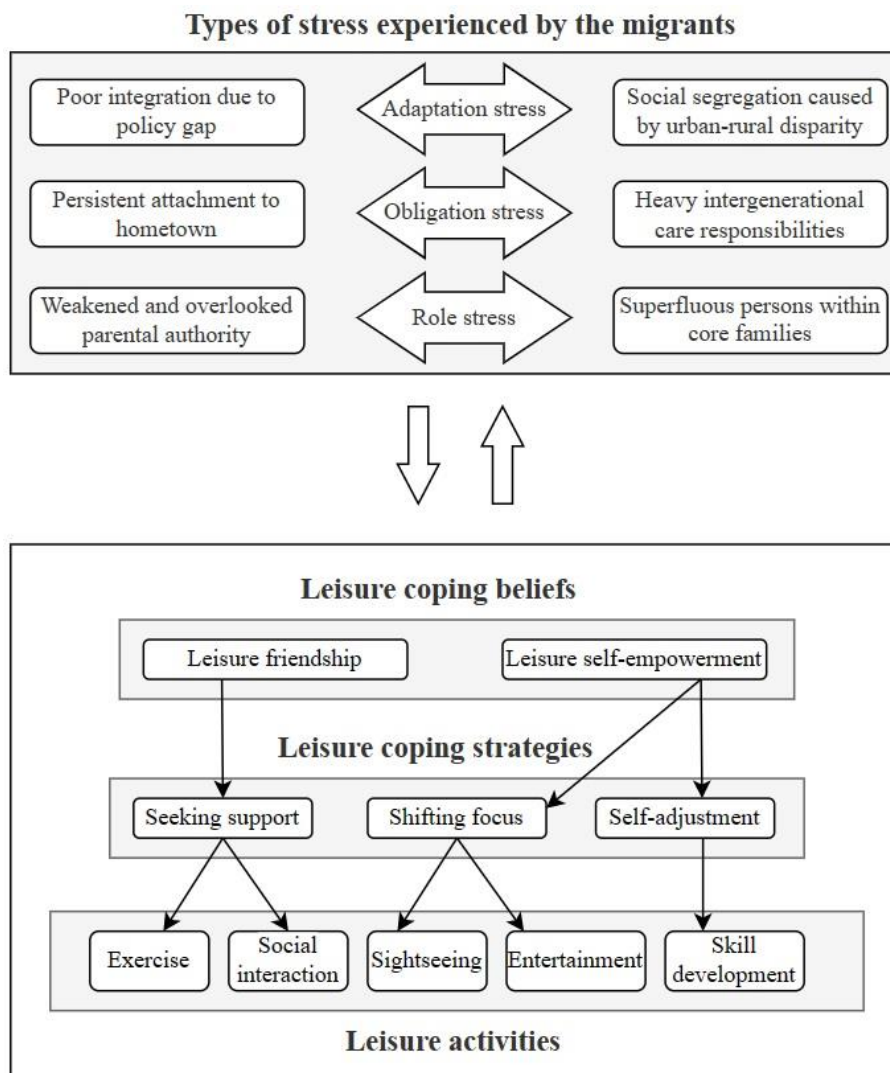 Types of stress experienced by the migrants
Poor integration due to
policy gap
Adaptation stress
Social segregation caused
by urban-rural disparity
Persistent attachment to
hometown
Obligation stress
Heavy intergenerational
care responsibilities
Weakened and overlooked
parental authority
Role stress
Superfluous persons within
core families
Leisure coping beliefs
Leisure friendship
Leisure self-empowerment
Leisure coping strategies
Seeking support
Shifting focus
Self-adjustment
Exercise
Social
interaction
Sightseeing
Entertainment
Skill
development
Leisure activities